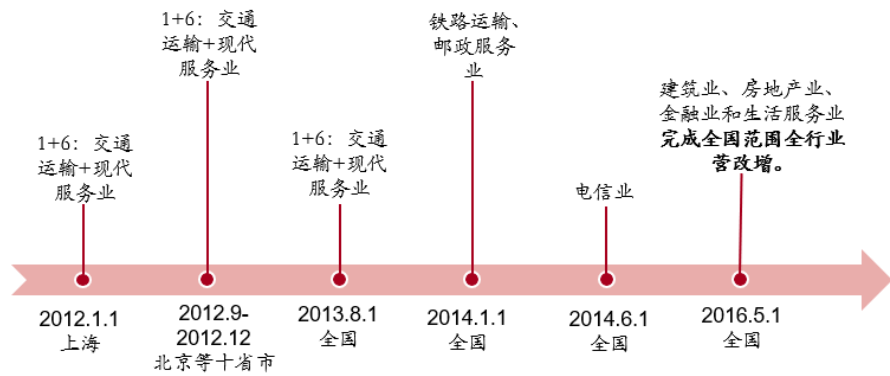 1+6：交通
运输+现代
服务业
2012.1.1
上海
1+6：交通
运输+现代
服务业
2012.9-
2012.12
北京等十省市
1+6：交通
运输+现代
服务业
2013.8.1
全国
铁路运输、
邮政服务
业
2014.1.1
全国
电信业
2014.6.1
全国
建筑业、房地产业、
金融业和生活服务业
完成全国范围全行业
营改增。
2016.5.1
全国